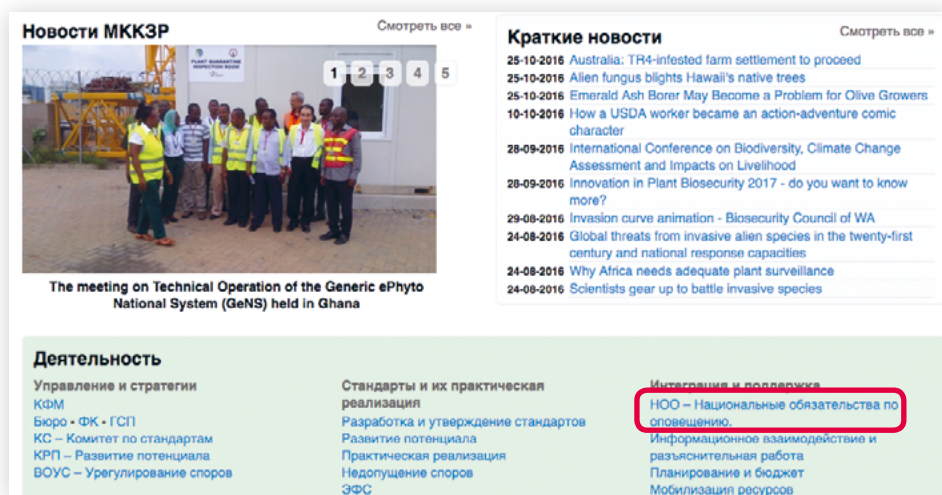 Новости МККЗР
Смотреть все »
PLANT QUARANTINE
INSPECTION ROOM
1 2 3 4 5
The meeting on Technical Operation of the Generic ePhyto
National System (GeNS) held in Ghana
Краткие новости
Смотреть все »
25-10-2016 Australia: TR4-infested farm settlement to proceed
25-10-2016 Alien fungus blights Hawaii's native trees
25-10-2016 Emerald Ash Borer May Become a Problem for Olive Growers
10-10-2016 How a USDA worker became an action-adventure comic
character
28-09-2016 International Conference on Biodiversity, Climate Change
Assessment and Impacts on Livelihood
28-09-2016 Innovation in Plant Biosecurity 2017 - do you want to know
more?
29-08-2016 Invasion curve animation - Biosecurity Council of WA
24-08-2016 Global threats from invasive alien species in the twenty-first
century and national response capacities
24-08-2016 Why Africa needs adequate plant surveillance
24-08-2016 Scientists gear up to battle invasive species
Деятельность
Управление и стратегии
КФМ
Бюро • ФК • ГСП
КС – Комитет по стандартам
КРП – Развитие потенциала
ВОУС – Урегулирование споров
Стандарты и их практическая
реализация
Разработка и утверждение стандартов
Развитие потенциала
Практическая реализация
Недопущение споров
ЭФС
Интеграция и поддержка
НОО – Национальные обязательства по
оповещению.
Информационное взаимодействие и
разъяснительная работа
Планирование и бюджет
Мобилизация ресурсов